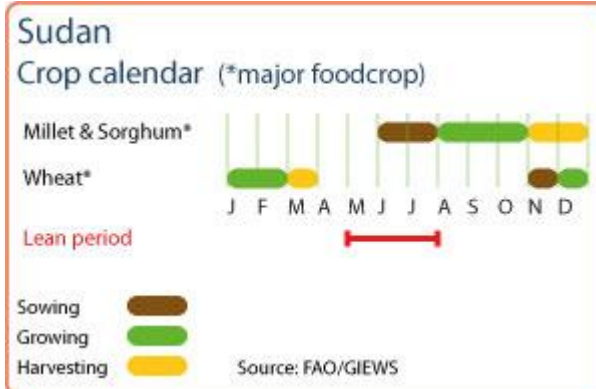 Sudan
Crop calendar (*major foodcrop)
Millet & Sorghum*
Wheat*
J F M A M J J A S O N D
Lean period
Sowing
Growing
Harvesting
Source: FAO/GIEWS